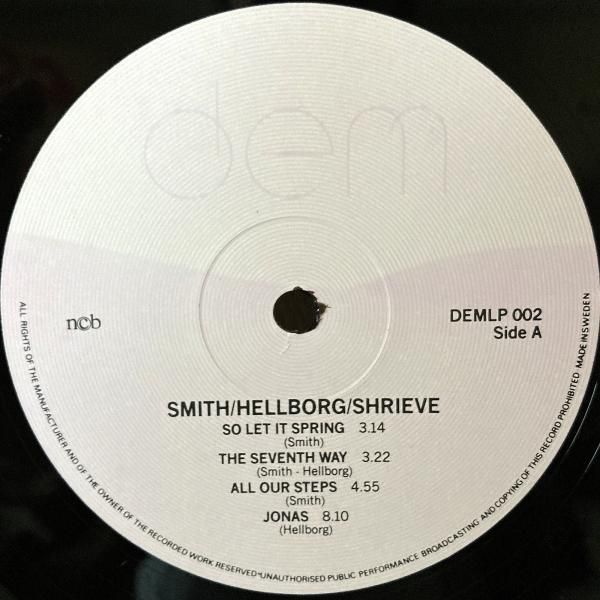 dem
ncb
DEMLP 002
Side A
SMITH/HELLBORG/SHRIEVE
SO LET IT SPRING 3.14
(Smith)
THE SEVENTH WAY 3.22
(Smith - Hellborg)
ALL OUR STEPS 4.55
(Smith)
JONAS 8.10
(Hellborg)
ALL RIGHTS OF THE MANUFACTURER AND OF THE OWNER OF THE RECORDED WORK RESERVED "UNAUTHORISED PUBLIC PERFORMANCE BROADCASTING AND COPYING OF THIS RECORD PROHIBITED MADE IN SWEDEN